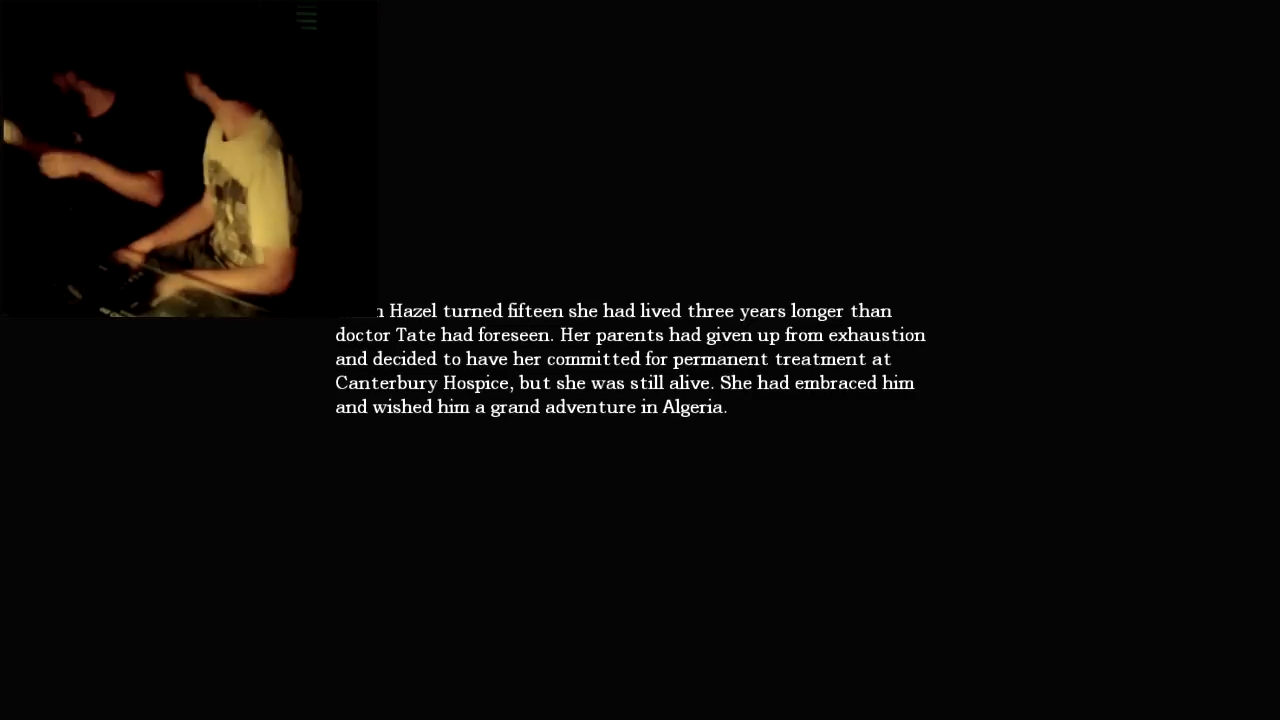 Hazel turned fifteen she had lived three years longer than
doctor Tate had foreseen. Her parents had given up from exhaustion
and decided to have her committed for permanent treatment at
Canterbury Hospice, but she was still alive. She had embraced him
and wished him a grand adventure in Algeria.